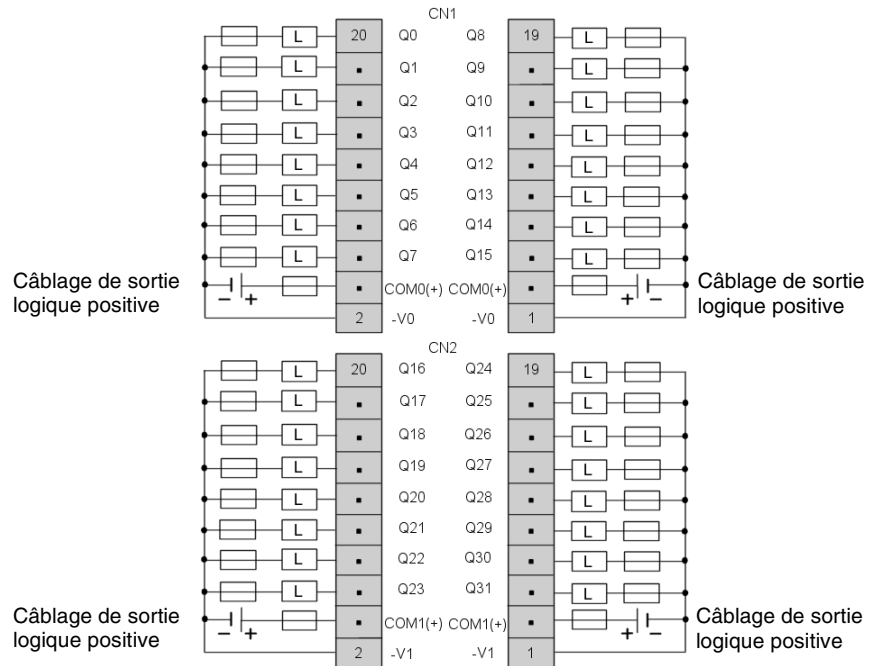 CN1
L 20 Q0 Q8 19 L
L Q1 Q9 L
L Q2 Q10 L
L Q3 Q11 L
L Q4 Q12 L
L Q5 Q13 L
L Q6 Q14 L
L Q7 Q15 L
Câblage de sortie
logique positive
- + COM0(+) COM0(+) + -
Câblage de sortie
logique positive
2 -V0 -V0 1
CN2
L 20 Q16 Q24 19 L
L Q17 Q25 L
L Q18 Q26 L
L Q19 Q27 L
L Q20 Q28 L
L Q21 Q29 L
L Q22 Q30 L
L Q23 Q31 L
Câblage de sortie
logique positive
- + COM1(+) COM1(+) + -
Câblage de sortie
logique positive
2 -V1 -V1 1